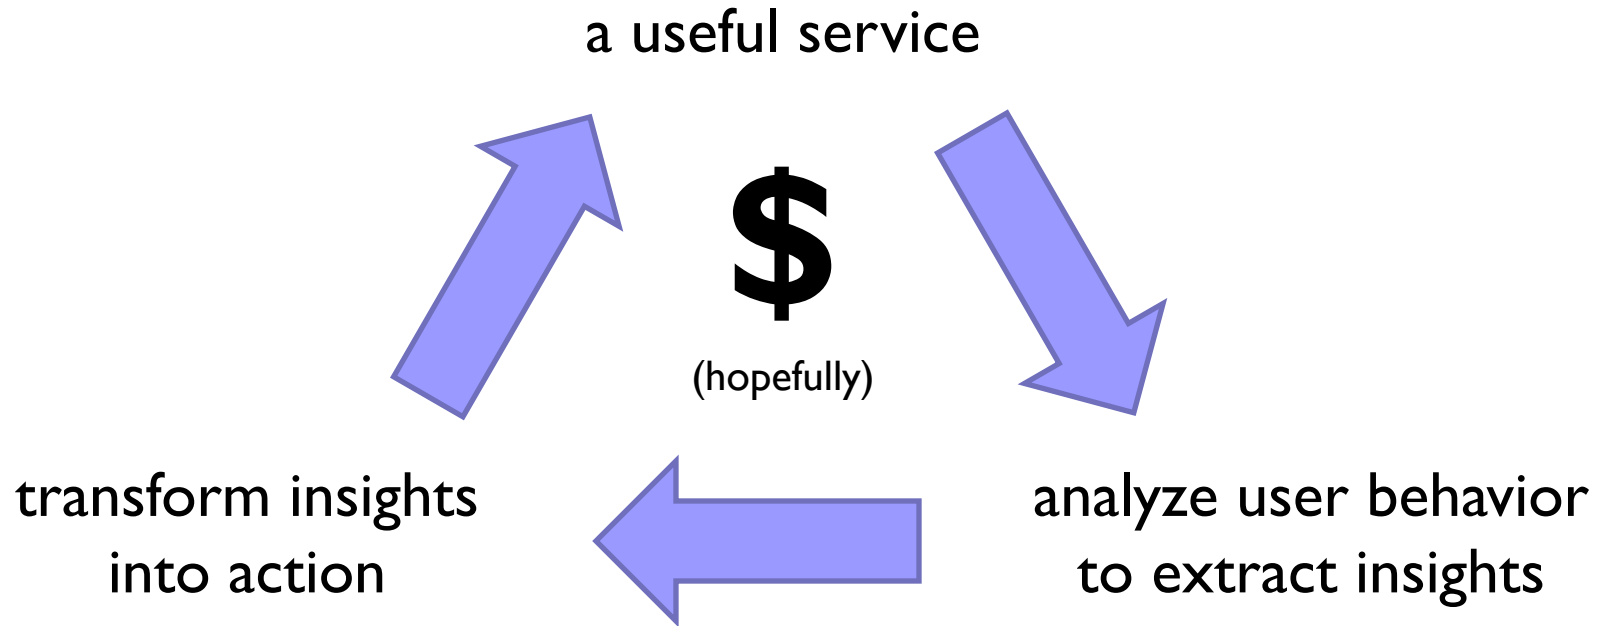 a useful service
$
(hopefully)
transform insights
into action
analyze user behavior
to extract insights